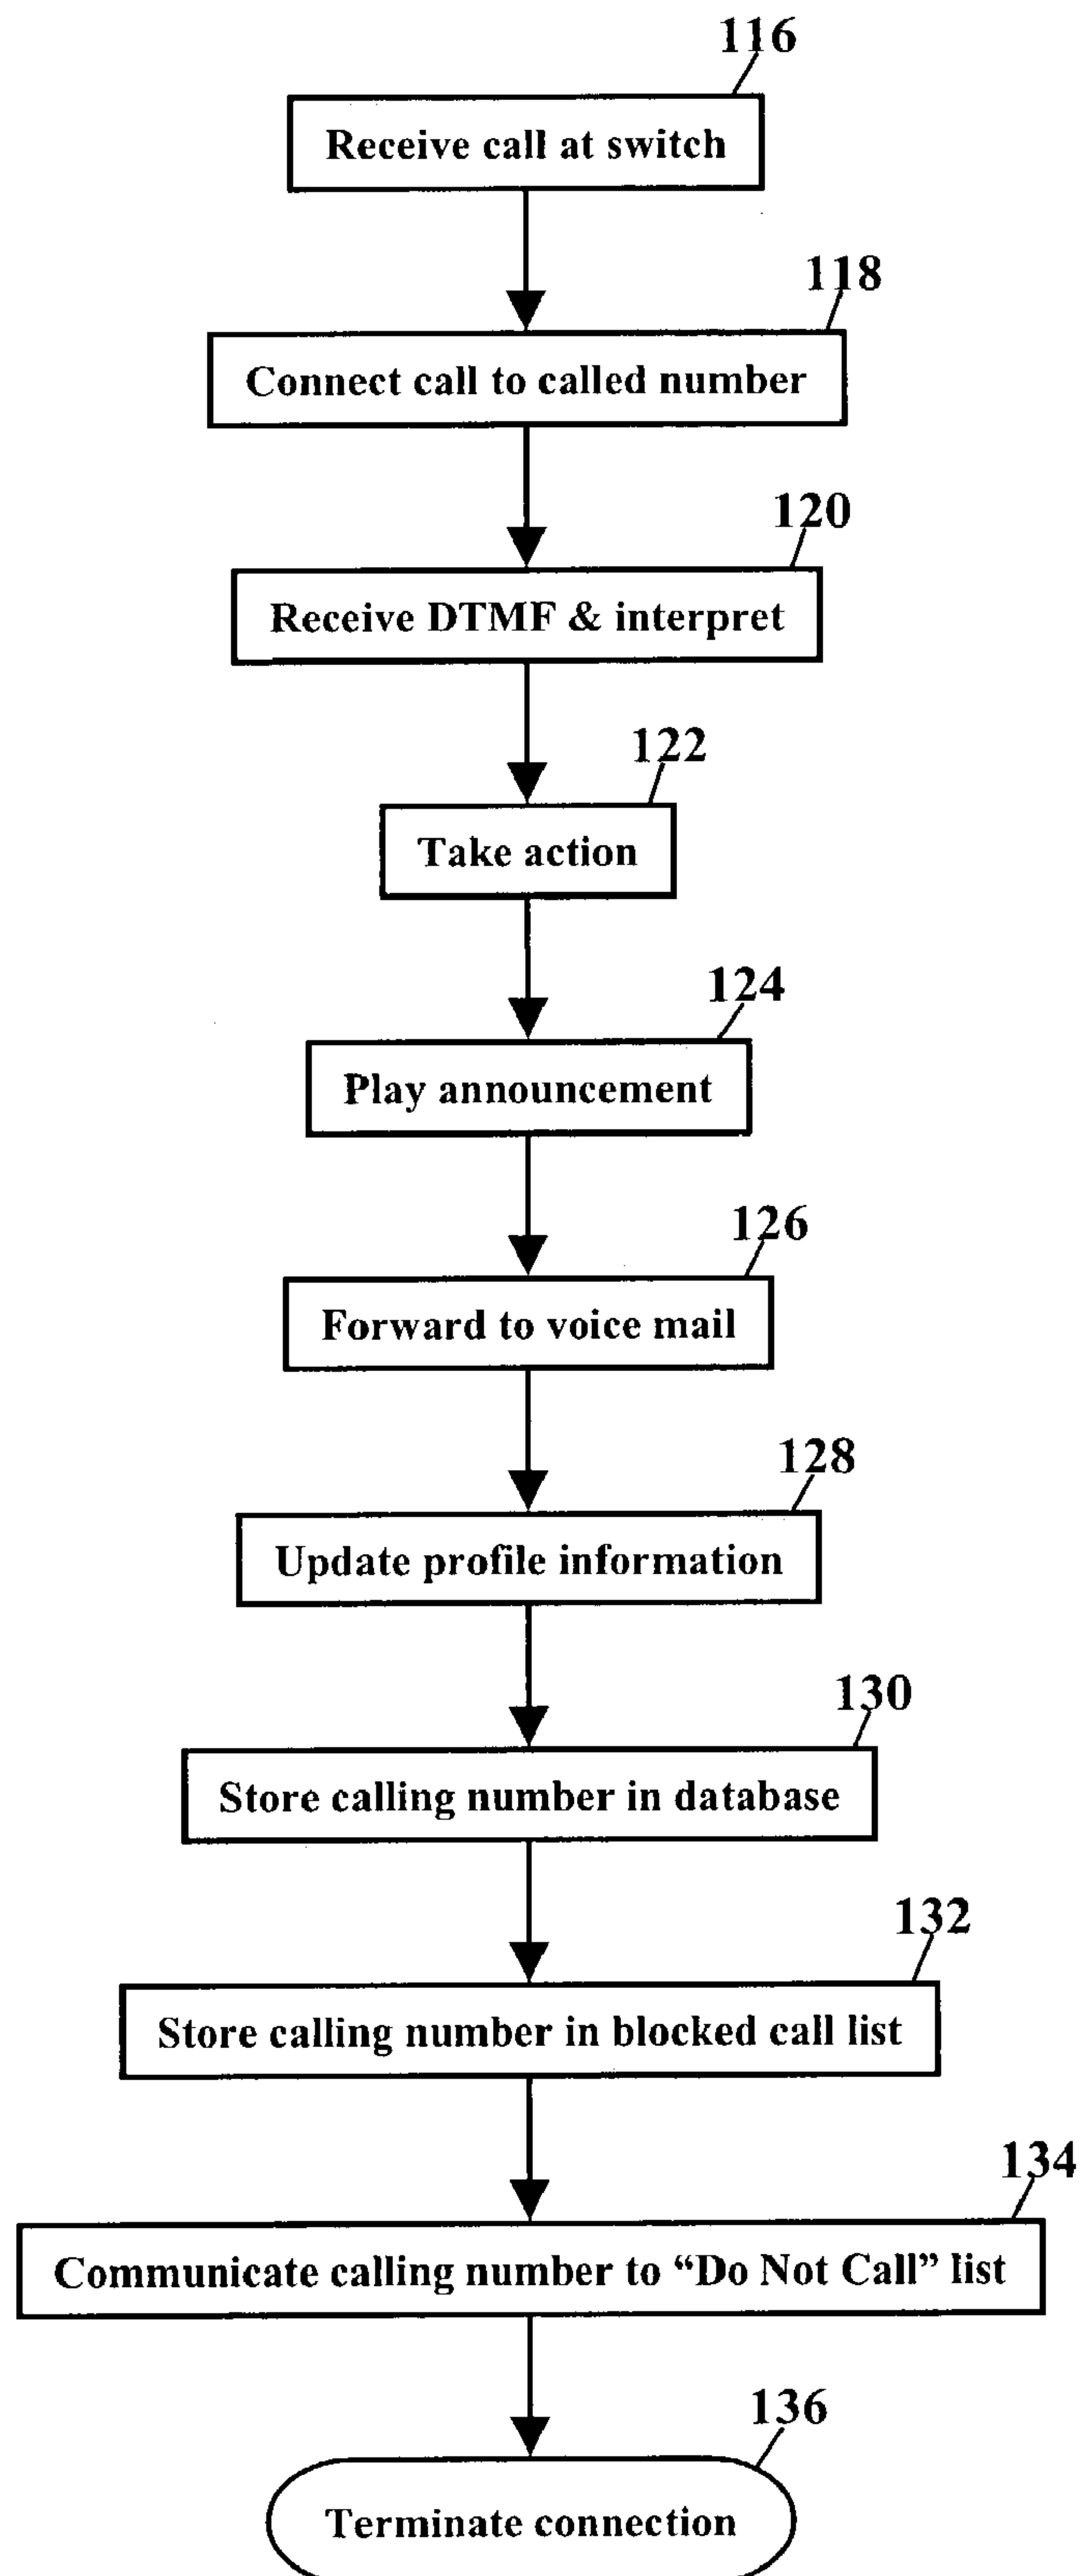 116
Receive call at switch
118
Connect call to called number
120
Receive DTMF & interpret
122
Take action
124
Play announcement
126
Forward to voice mail
128
Update profile information
130
Store calling number in database
132
Store calling number in blocked call list
134
Communicate calling number to “Do Not Call” list
136
Terminate connection